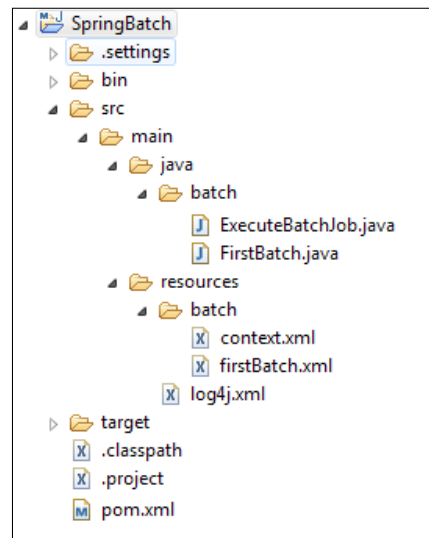 SpringBatch
.settings
bin
src
main
java
batch
ExecuteBatchJob.java
FirstBatch.java
resources
batch
context.xml
firstBatch.xml
log4j.xml
target
.classpath
.project
pom.xml